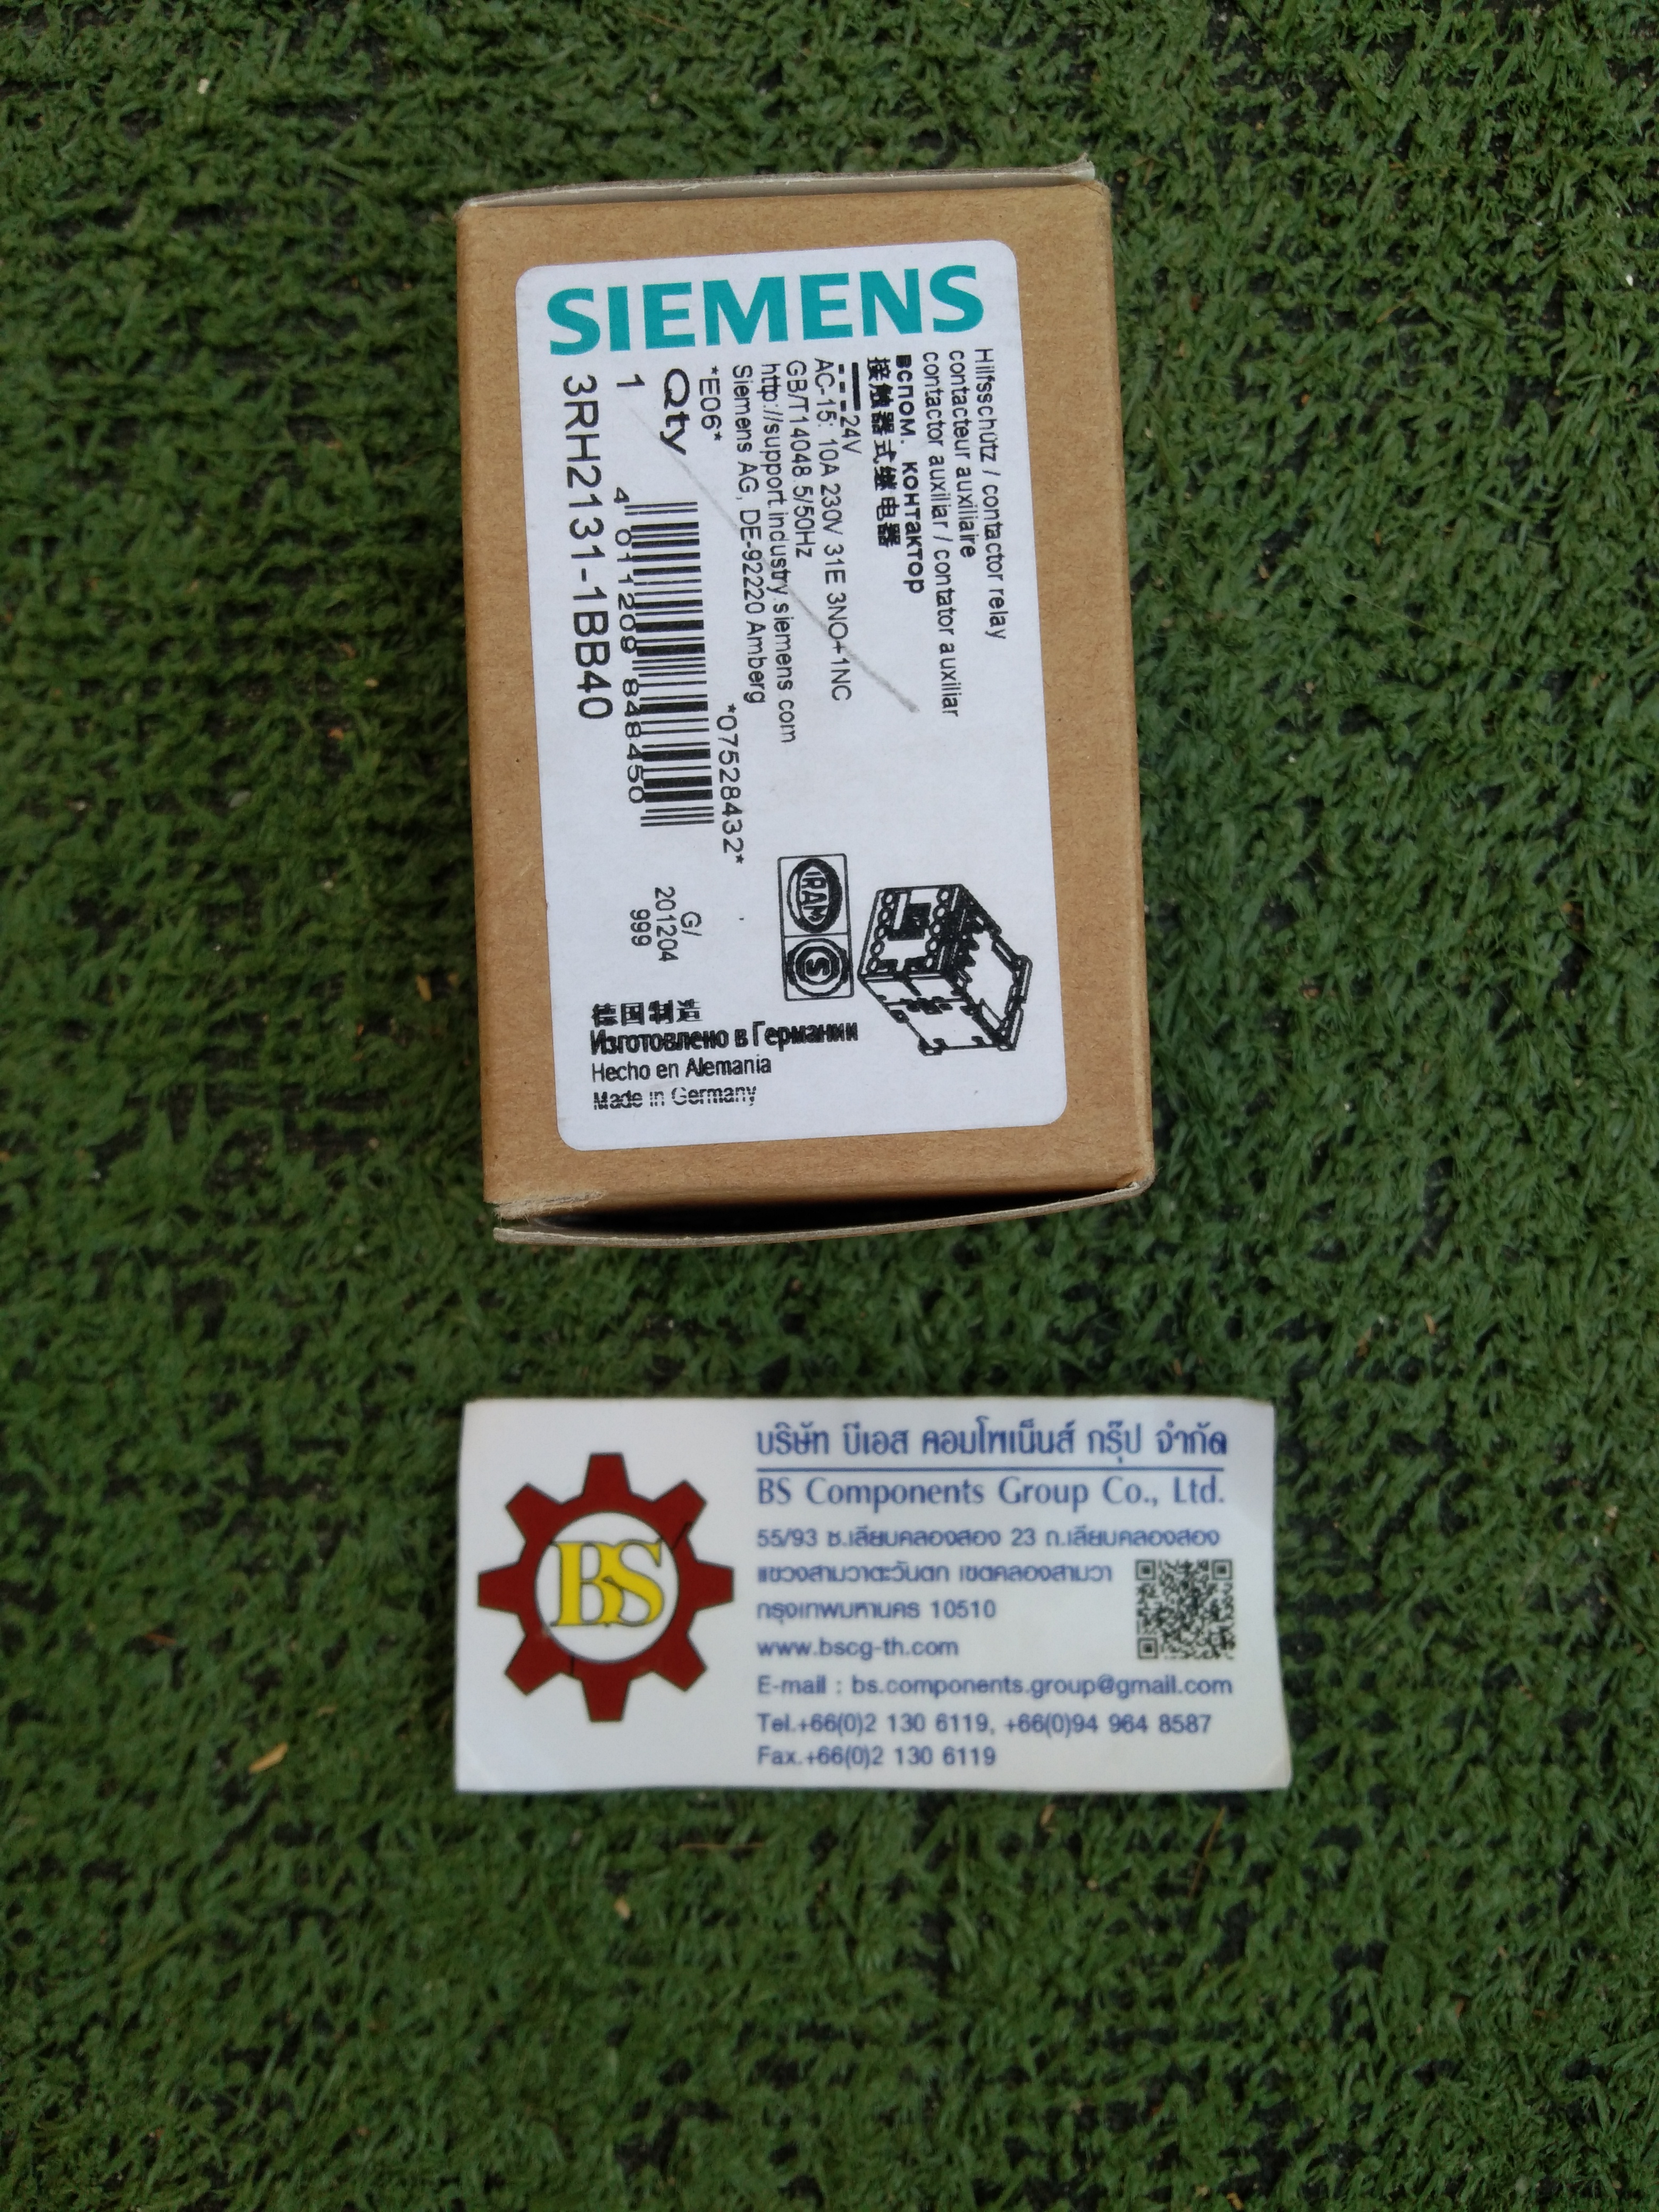 SIEMENS
Hilfsschütz / contactor relay
contacteur auxiliaire
contactor auxiliar / contator auxiliar
вспом. контактор
接触器式继电器
24V
AC-15: 10A 230V 31E 3NO+1NC
GB/T14048.5/50Hz
http://support.industry.siemens.com
Siemens AG, DE-92220 Amberg
*E06*
*07528432*
Qty
1
4 011209 848450
3RH2131-1BB40
IRAM
S
G/
201204
999
德国制造
Изготовлено в Германии
Hecho en Alemania
Made in Germany
BS
บริษัท บีเอส คอมโพเน็นส์ กรุ๊ป จำกัด
BS Components Group Co., Ltd.
55/93 ซ.เลียบคลองสอง 23 ถ.เลียบคลองสอง
แขวงสามวาตะวันตก เขตคลองสามวา
กรุงเทพมหานคร 10510
www.bscg-th.com
E-mail : bs.components.group@gmail.com
Tel.+66(0)2 130 6119, +66(0)94 964 8587
Fax.+66(0)2 130 6119